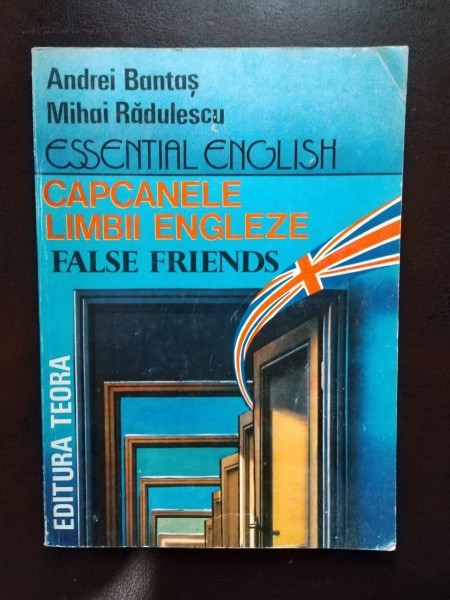 Andrei Bantaș
Mihai Rădulescu
ESSENTIAL ENGLISH
CAPCANELE
LIMBII ENGLEZE
FALSE FRIENDS
EDITURA TEORA